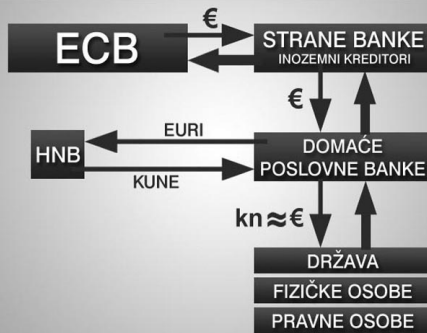 €
ECB
STRANE BANKE
INOZEMNI KREDITORI
€
EURI
HNB
DOMAĆE
POSLOVNE BANKE
KUNE
kn≈€
DRŽAVA
FIZIČKE OSOBE
PRAVNE OSOBE